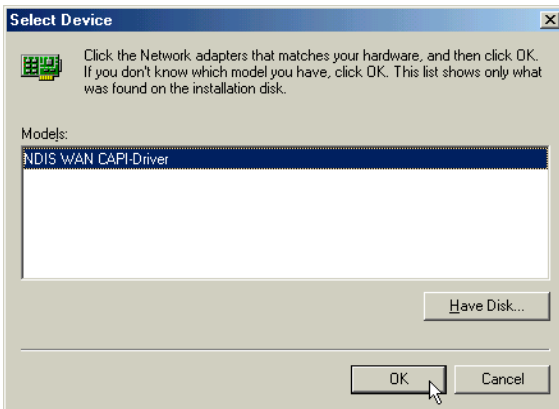 Select Device
Click the Network adapters that matches your hardware, and then click OK.
If you don't know which model you have, click OK. This list shows only what
was found on the installation disk.
Models:
NDIS WAN CAPI-Driver
Have Disk...
OK
Cancel